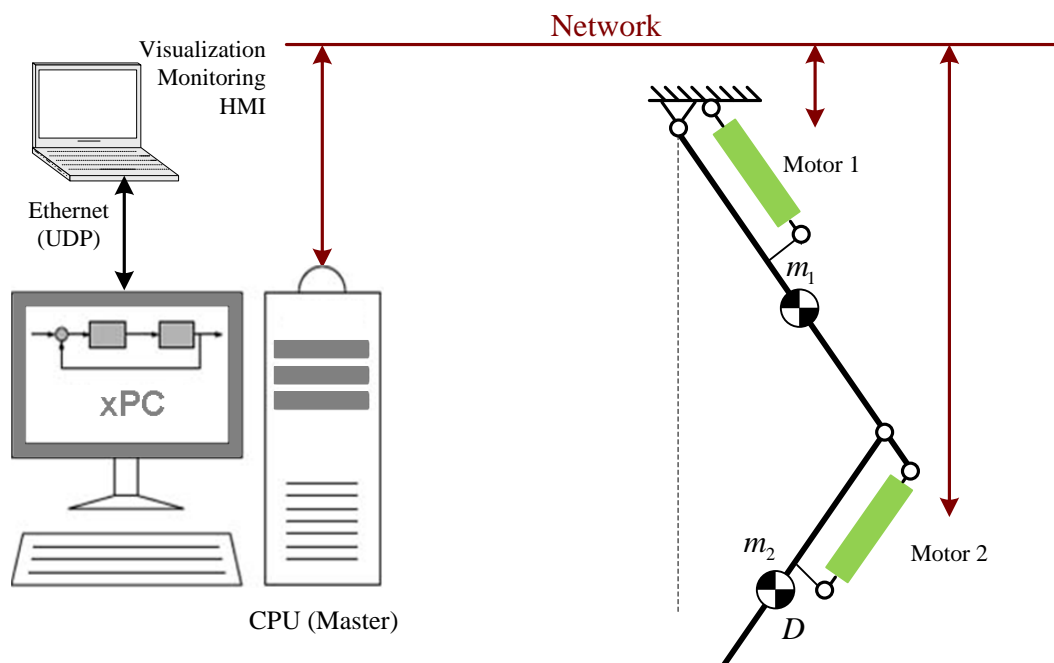 Network
Visualization
Monitoring
HMI
Motor 1
Ethernet
(UDP)
m1
xPC
m2
Motor 2
CPU (Master)
D